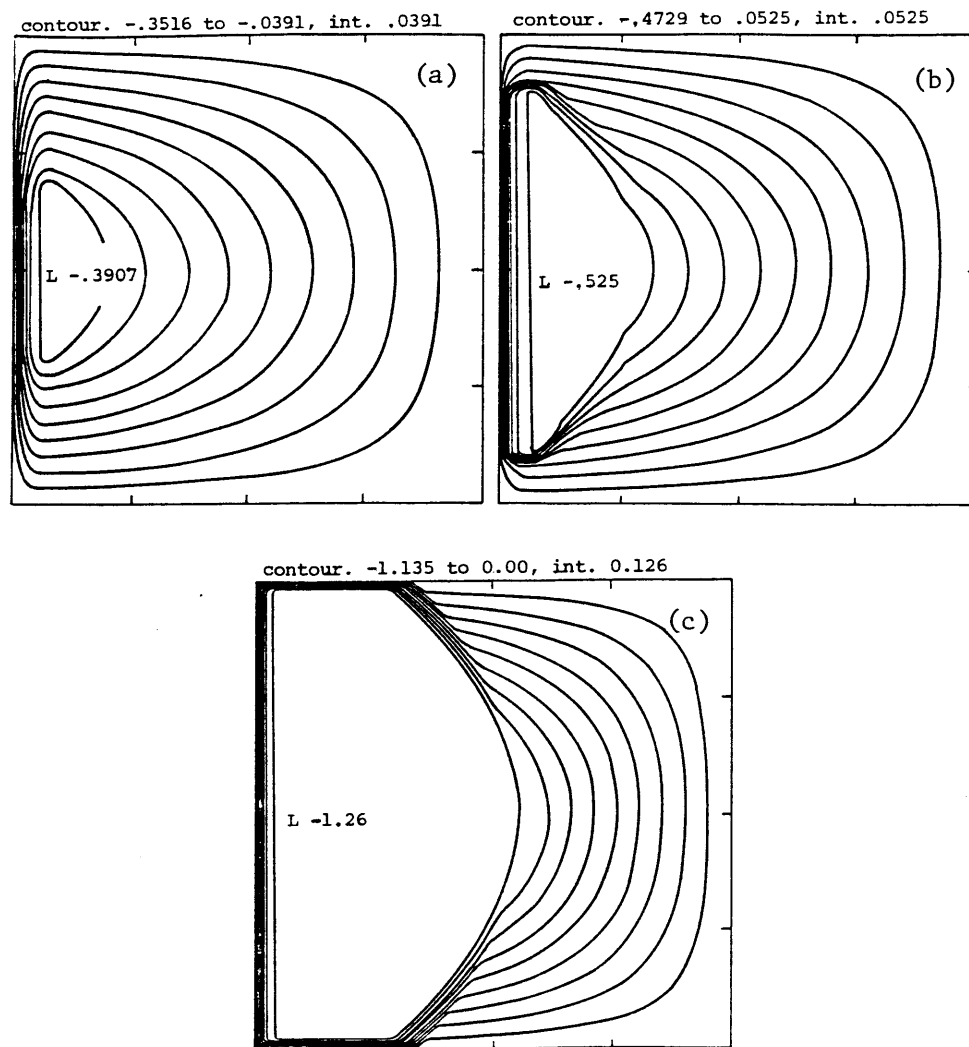 contour. -.3516 to -.0391, int. .0391
contour. -.4729 to .0525, int. .0525
(a)
(b)
L -.3907
L -.525
contour. -1.135 to 0.00, int. 0.126
(c)
L -1.26